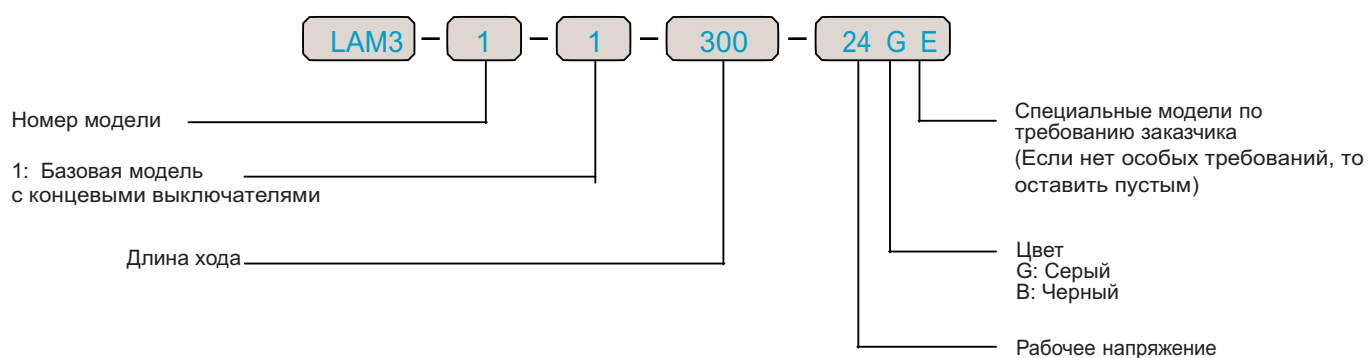 LAM3 – 1 – 1 – 300 – 24 G E
Номер модели
1: Базовая модель
с концевыми выключателями
Длина хода
Специальные модели по
требованию заказчика
(Если нет особых требований, то
оставить пустым)
Цвет
G: Серый
B: Черный
Рабочее напряжение